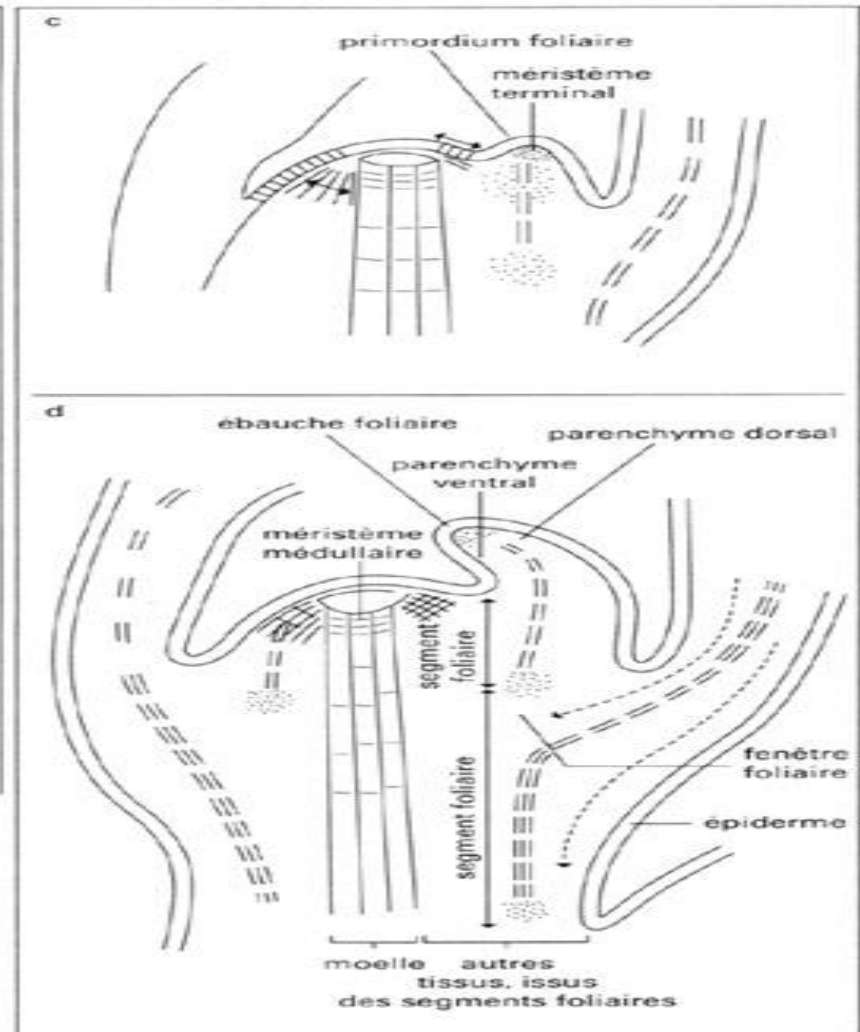 c
primordium foliaire
méristème
terminal
d
ébauche foliaire
parenchyme dorsal
parenchyme
ventral
méristème
médullaire
segment
foliaire
segment foliaire
fenêtre
foliaire
épiderme
moelle
autres
tissus, issus
des segments foliaires